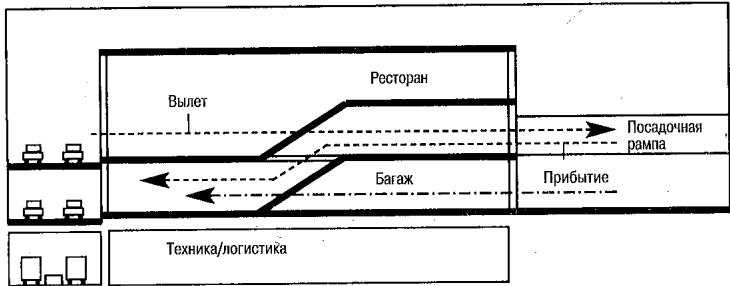 Ресторан
Вылет
Посадочная
рампа
Багаж
Прибытие
Техника/логистика